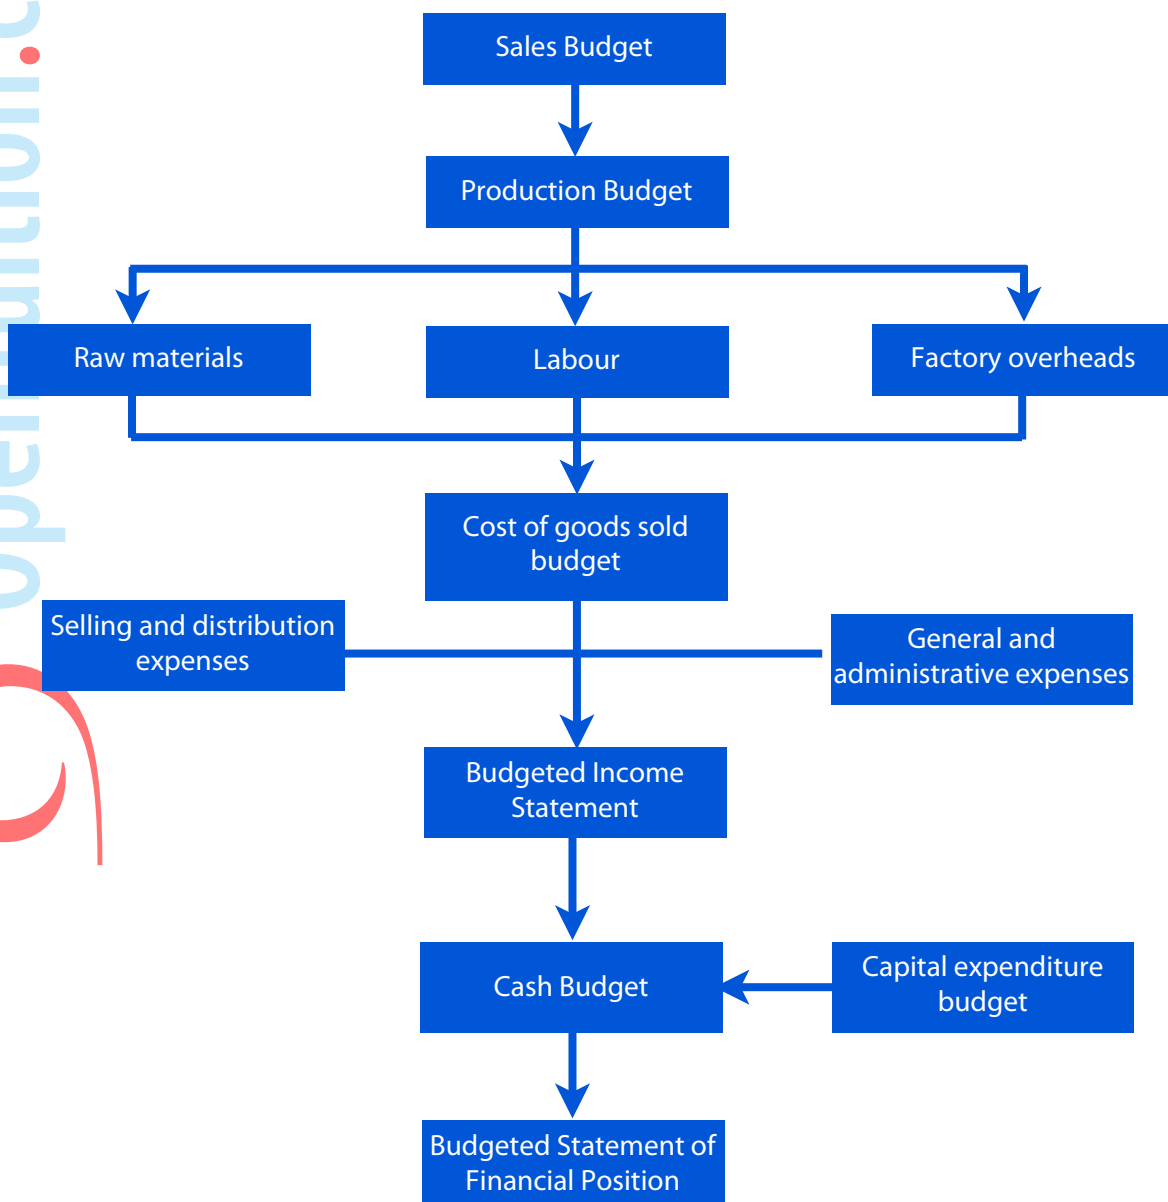 Sales Budget
Production Budget
Raw materials
Labour
Factory overheads
Cost of goods sold
budget
Selling and distribution
expenses
General and
administrative expenses
Budgeted Income
Statement
Cash Budget
Capital expenditure
budget
Budgeted Statement of
Financial Position